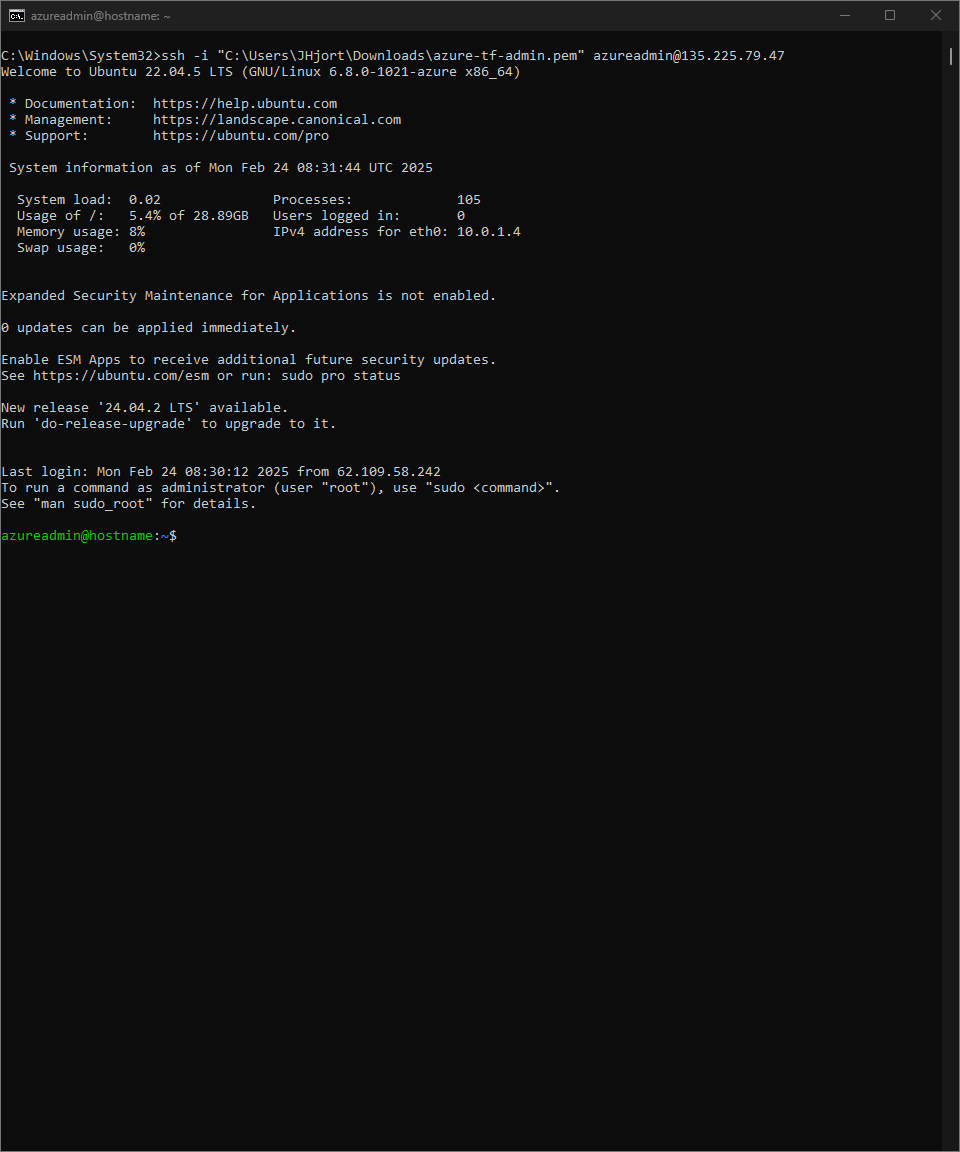 azureadmin@hostname: ~
C:\Windows\System32>ssh -i "C:\Users\JHjort\Downloads\azure-tf-admin.pem" azureadmin@135.225.79.47
Welcome to Ubuntu 22.04.5 LTS (GNU/Linux 6.8.0-1021-azure x86_64)
* Documentation:  https://help.ubuntu.com
* Management:     https://landscape.canonical.com
* Support:        https://ubuntu.com/pro
System information as of Mon Feb 24 08:31:44 UTC 2025
System load:  0.02              Processes:             105
Usage of /:   5.4% of 28.89GB   Users logged in:       0
Memory usage: 8%                IPv4 address for eth0: 10.0.1.4
Swap usage:   0%
Expanded Security Maintenance for Applications is not enabled.
0 updates can be applied immediately.
Enable ESM Apps to receive additional future security updates.
See https://ubuntu.com/esm or run: sudo pro status
New release '24.04.2 LTS' available.
Run 'do-release-upgrade' to upgrade to it.
Last login: Mon Feb 24 08:30:12 2025 from 62.109.58.242
To run a command as administrator (user "root"), use "sudo <command>".
See "man sudo_root" for details.
azureadmin@hostname:~$